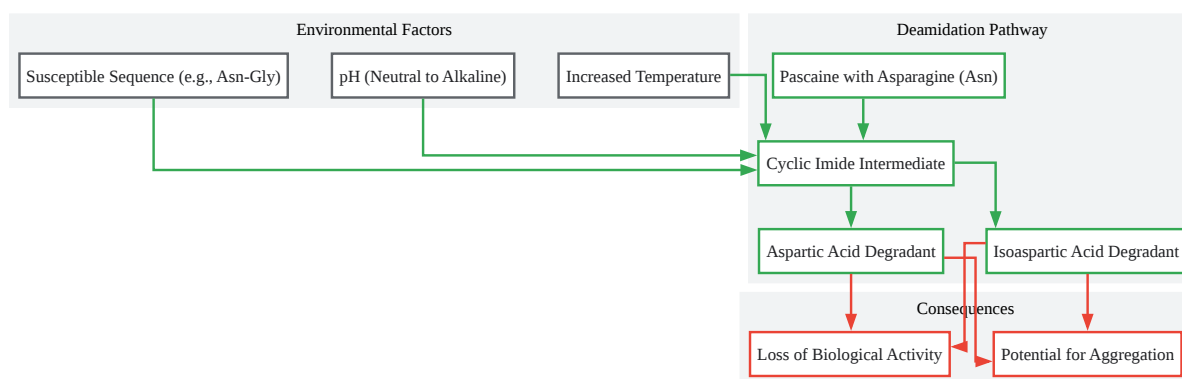 Environmental Factors
Deamidation Pathway
Susceptible Sequence (e.g., Asn-Gly)
pH (Neutral to Alkaline)
Increased Temperature
Pascaine with Asparagine (Asn)
Cyclic Imide Intermediate
Aspartic Acid Degradant
Isoaspartic Acid Degradant
Consequences
Loss of Biological Activity
Potential for Aggregation